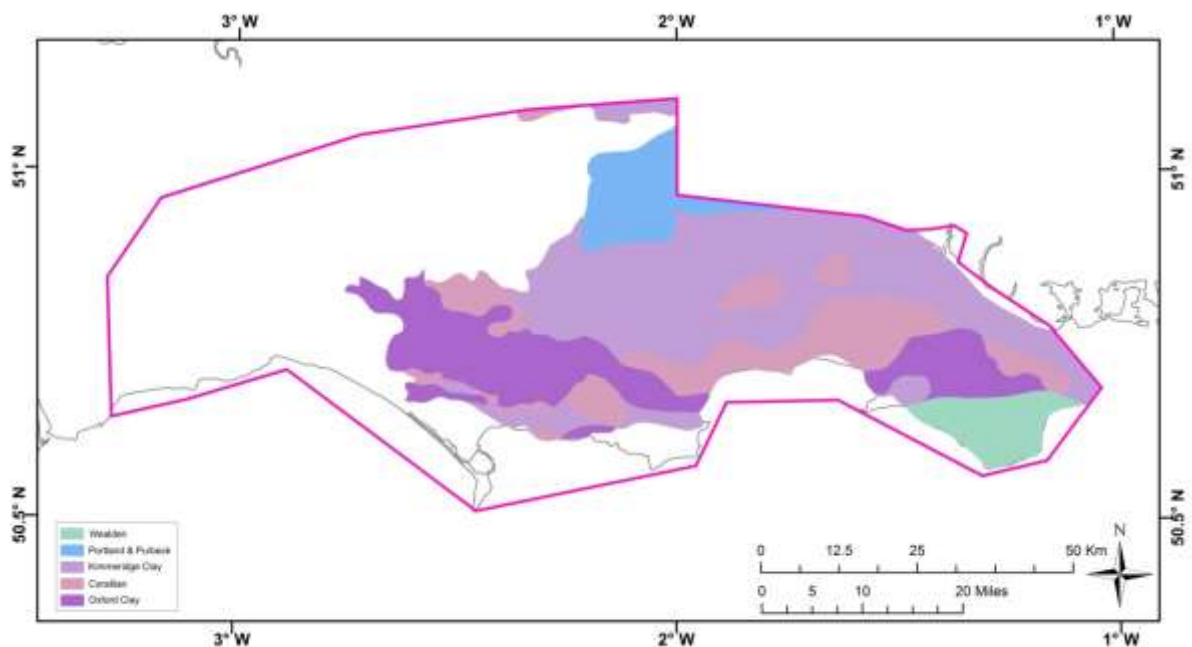 3° W 2° W 1° W
51° N 51° N
50.5° N 50.5° N
Wealden
Portland & Purbeck
Kimmeridge Clay
Corallian
Oxford Clay
0 12.5 25 50 Km
0 5 10 20 Miles
N
3° W 2° W 1° W